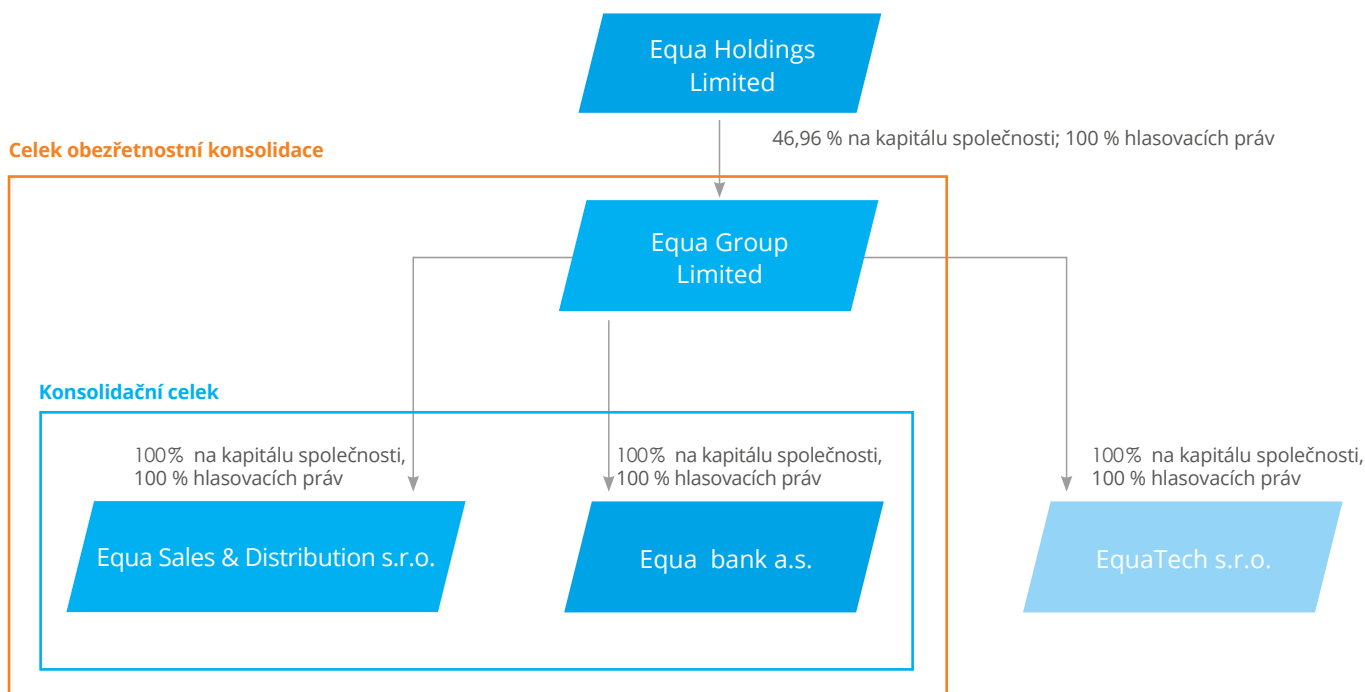 Equa Holdings
Limited
46,96 % na kapitálu společnosti; 100 % hlasovacích práv
Celek obezřetnostní konsolidace
Equa Group
Limited
Konsolidační celek
100% na kapitálu společnosti,
100 % hlasovacích práv
100% na kapitálu společnosti,
100 % hlasovacích práv
100% na kapitálu společnosti,
100 % hlasovacích práv
Equa Sales & Distribution s.r.o.
Equa bank a.s.
EquaTech s.r.o.